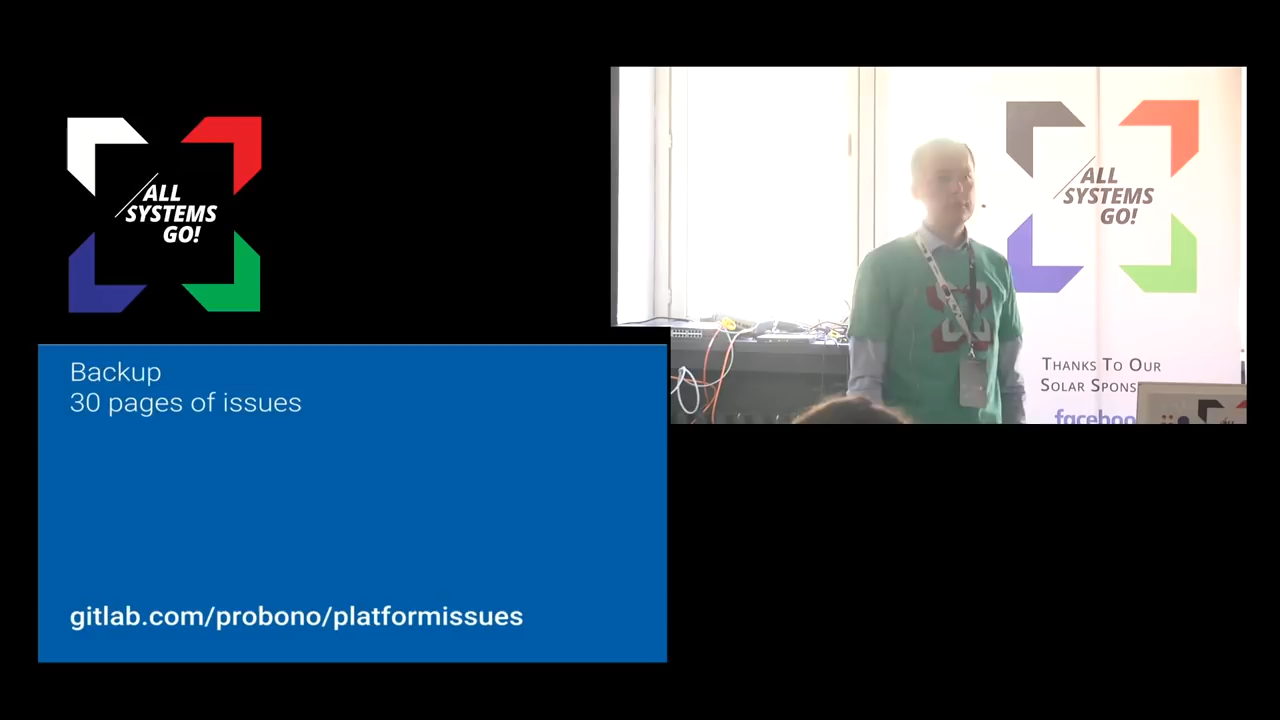 ALL
SYSTEMS
GO!
ALL
SYSTEMS
GO!
THANKS TO OUR
SOLAR
faceboo
Backup
30 pages of issues
gitlab.com/probono/platformissues